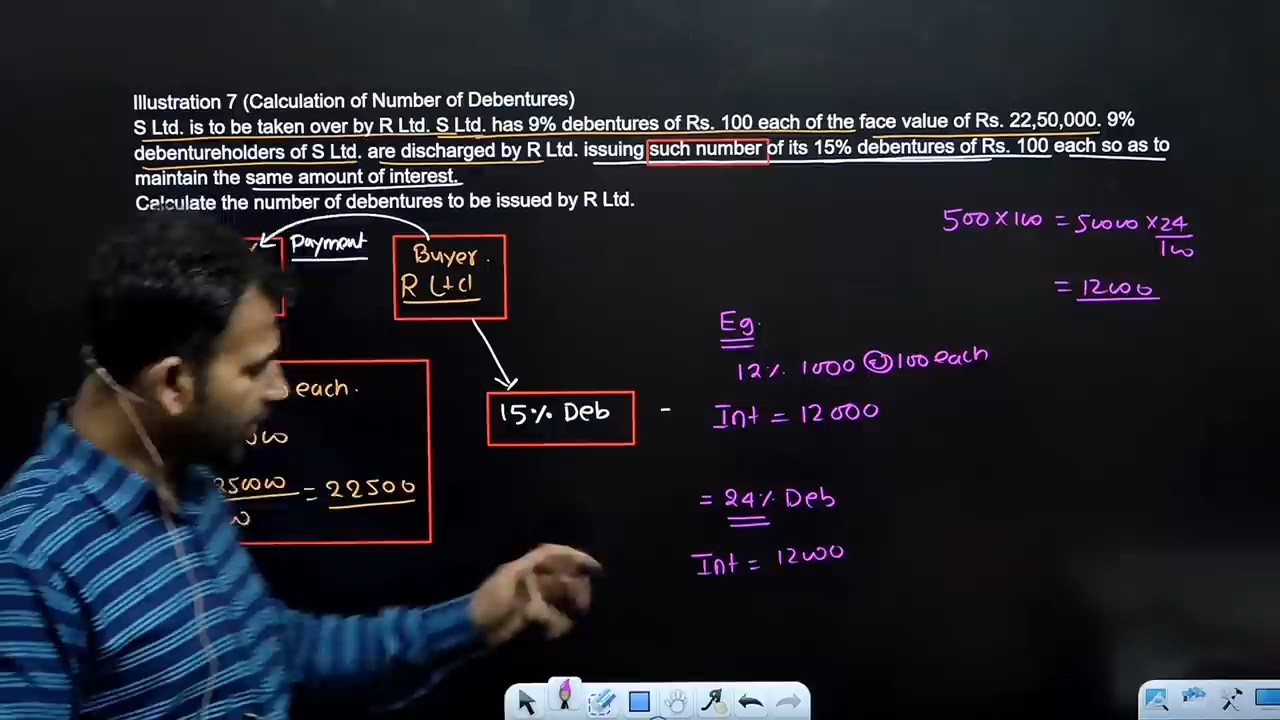 Illustration 7 (Calculation of Number of Debentures)
S Ltd. is to be taken over by R Ltd. S Ltd. has 9% debentures of Rs. 100 each of the face value of Rs. 22,50,000. 9%
debentureholders of S Ltd. are discharged by R Ltd. issuing such number of its 15% debentures of Rs. 100 each so as to
maintain the same amount of interest.
Calculate the number of debentures to be issued by R Ltd.
Payment
Buyer.
R Ltd
500 × 100 = 50000 × 24/100
= 12000
Eg.
12% 1000 @ 100 each
Int = 12000
each.
15% Deb -
= 22500
= 24% Deb
Int = 12000